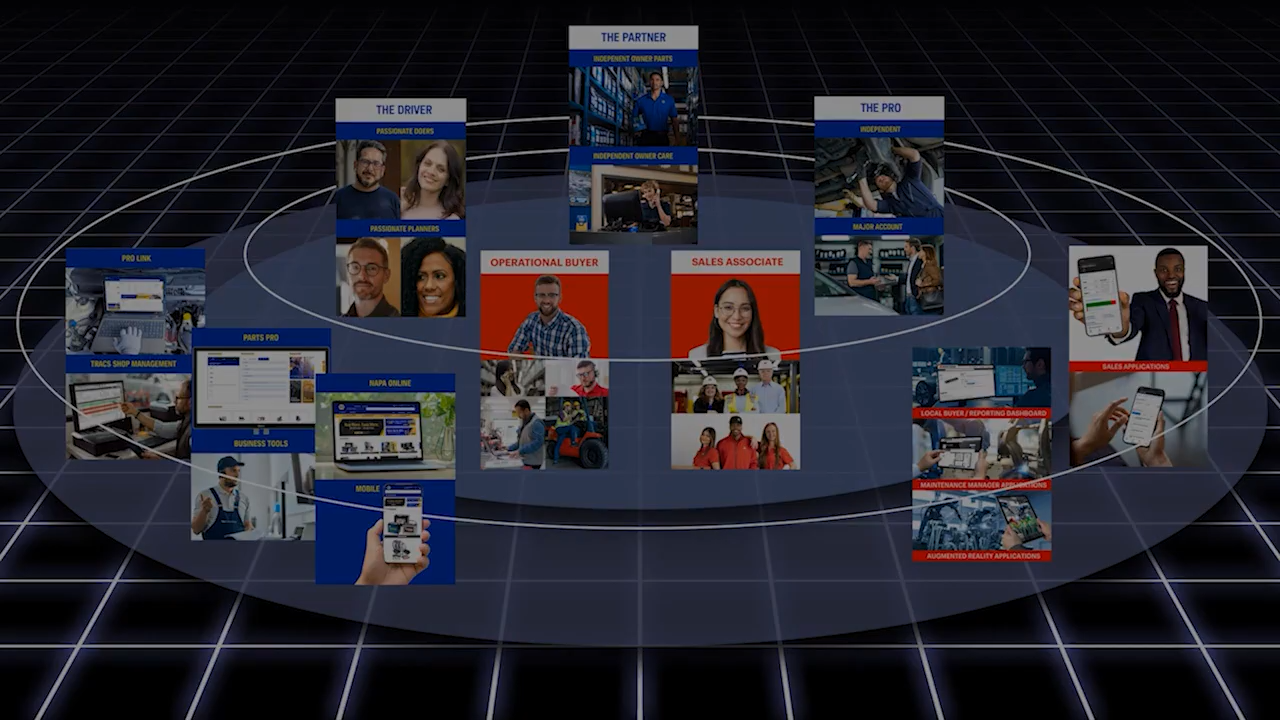 THE PARTNER
INDEPENENT OWNER PARTS
INDEPENDENT OWNER CARE
THE DRIVER
PASSIONATE DOERS
PASSIONATE PLANNERS
THE PRO
INDEPENDENT
MAJOR ACCOUNT
OPERATIONAL BUYER
SALES ASSOCIATE
PRO LINK
TRACS SHOP MANAGEMENT
PARTS PRO
BUSINESS TOOLS
NAPA ONLINE
MOBILE
LOCAL BUYER / REPORTING DASHBOARD
MAINTENANCE MANAGER APPLICATIONS
AUGMENTED REALITY APPLICATIONS
SALES APPLICATIONS